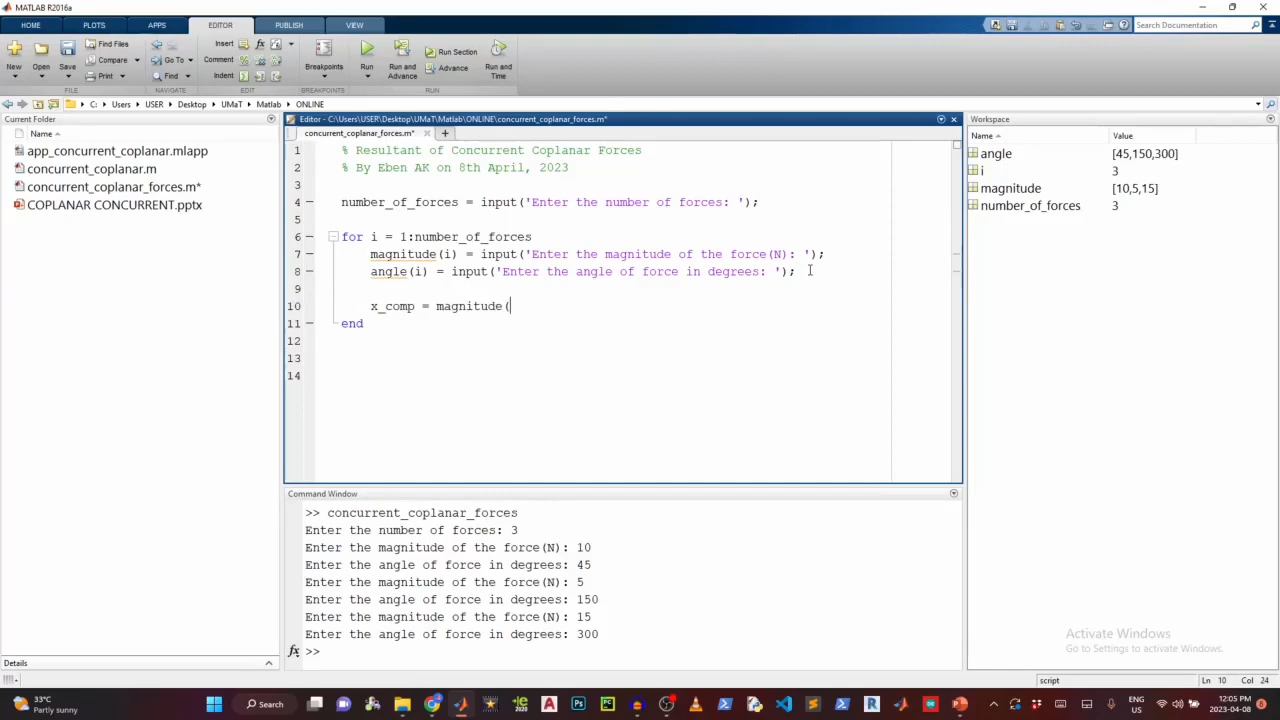 MATLAB R2016a
HOME PLOTS APPS EDITOR PUBLISH VIEW
Search Documentation
New Open Save Find Files Compare Print
Go To Find
Insert fx
Comment
Indent
Breakpoints Run Run and Advance Run Section Advance Run and Time
FILE NAVIGATE EDIT BREAKPOINTS RUN
C: Users USER Desktop UMaT Matlab ONLINE
Current Folder
Name
app_concurrent_coplanar.mlapp
concurrent_coplanar.m
concurrent_coplanar_forces.m*
COPLANAR CONCURRENT.pptx
Details
Editor - C:\Users\USER\Desktop\UMaT\Matlab\ONLINE\concurrent_coplanar_forces.m*
concurrent_coplanar_forces.m*
1 % Resultant of Concurrent Coplanar Forces
2 % By Eben AK on 8th April, 2023
3
4 number_of_forces = input('Enter the number of forces: ');
5
6 for i = 1:number_of_forces
7 magnitude(i) = input('Enter the magnitude of the force(N): ');
8 angle(i) = input('Enter the angle of force in degrees: ');
9
10 x_comp = magnitude(
11 end
12
13
14
Command Window
>> concurrent_coplanar_forces
Enter the number of forces: 3
Enter the magnitude of the force(N): 10
Enter the angle of force in degrees: 45
Enter the magnitude of the force(N): 5
Enter the angle of force in degrees: 150
Enter the magnitude of the force(N): 15
Enter the angle of force in degrees: 300
fx >>
Workspace
Name Value
angle [45,150,300]
i 3
magnitude [10,5,15]
number_of_forces 3
Activate Windows
Go to Settings to activate Windows.
script Ln 10 Col 24
33°C
Partly sunny
Search
ENG
US
12:05 PM
2023-04-08